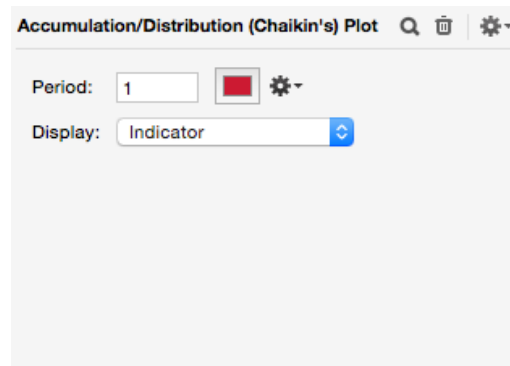 Accumulation/Distribution (Chaikin's) Plot
Period: 1
Display: Indicator